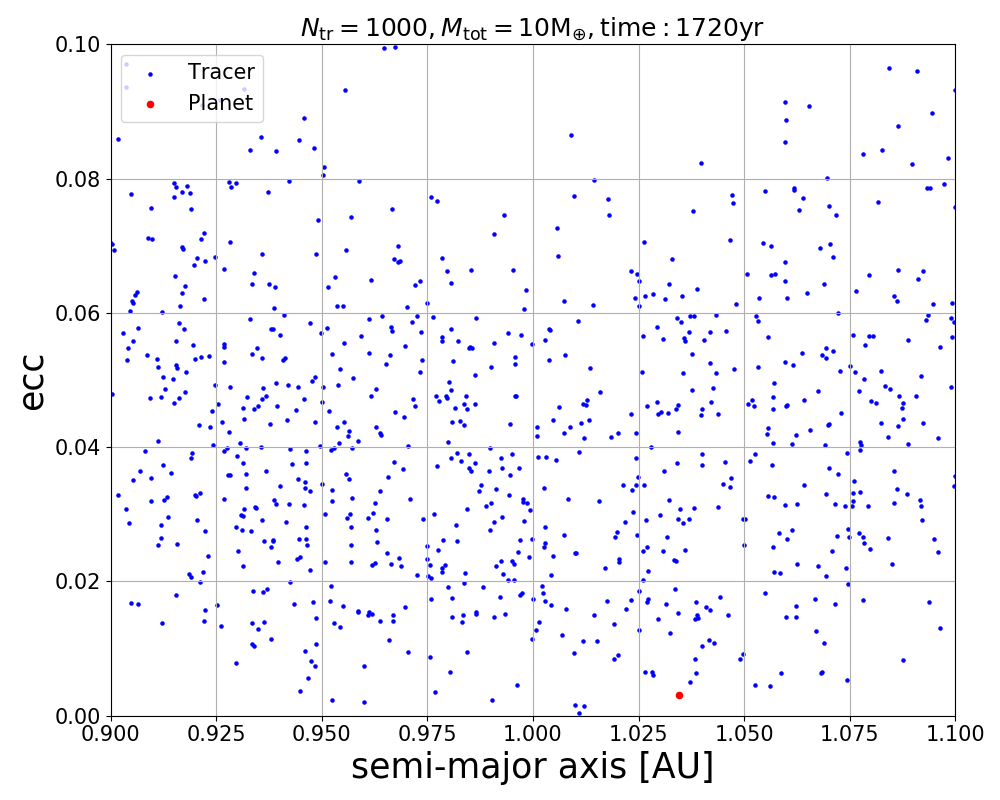 N_tr = 1000, M_tot = 10M_⊕, time : 1720yr
Tracer
Planet
ecc
0.10
0.08
0.06
0.04
0.02
0.00
0.900 0.925 0.950 0.975 1.000 1.025 1.050 1.075 1.100
semi-major axis [AU]